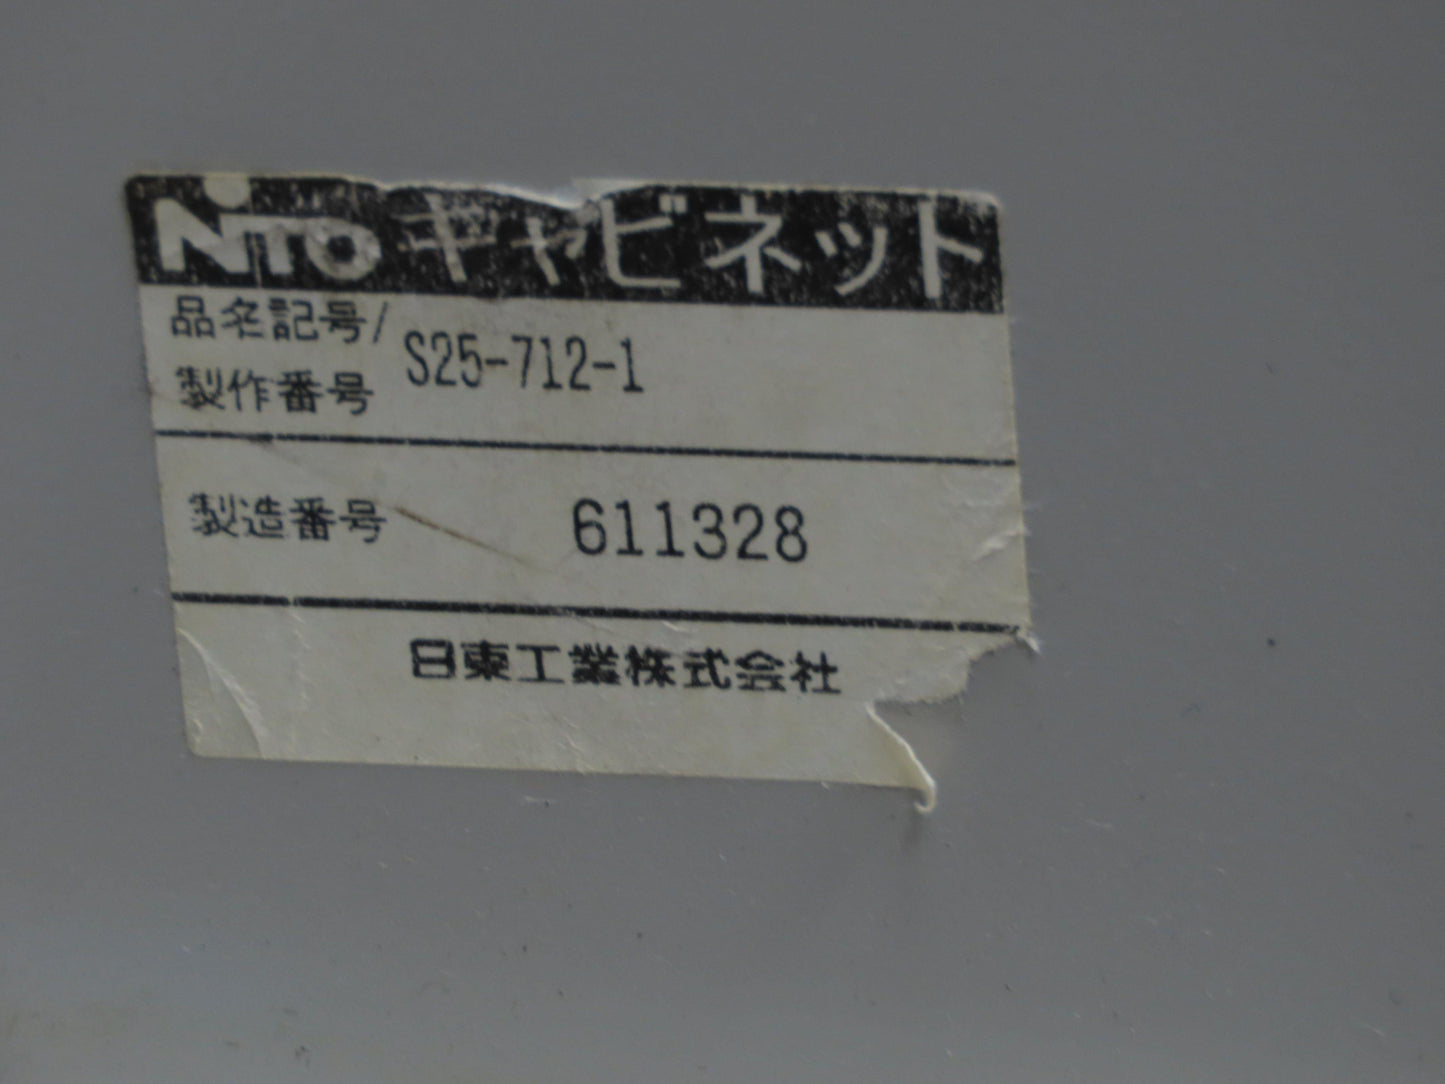 NiTO キャビネット
品名記号/
製作番号 S25-712-1
製造番号 611328
日東工業株式会社